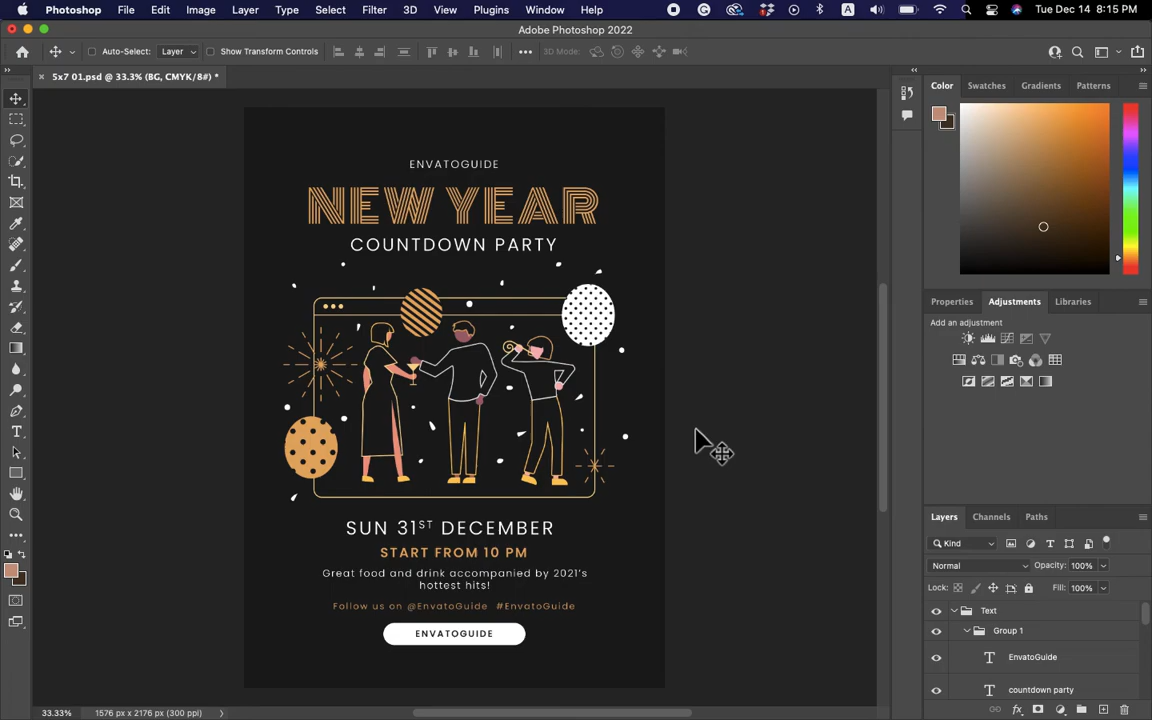 Photoshop File Edit Image Layer Type Select Filter 3D View Plugins Window Help A Tue Dec 14 8:15 PM
Adobe Photoshop 2022
Auto-Select: Layer Show Transform Controls 3D Mode:
5x7 01.psd @ 33.3% (BG, CMYK/8#) *
ENVATOGUIDE
NEW YEAR
COUNTDOWN PARTY
SUN 31ST DECEMBER
START FROM 10 PM
Great food and drink accompanied by 2021's
hottest hits!
Follow us on @EnvatoGuide #EnvatoGuide
ENVATOGUIDE
33.33% 1576 px x 2176 px (300 ppi)
Color Swatches Gradients Patterns
Properties Adjustments Libraries
Add an adjustment
Layers Channels Paths
Kind
Normal Opacity: 100%
Lock: Fill: 100%
Text
Group 1
EnvatoGuide
countdown party